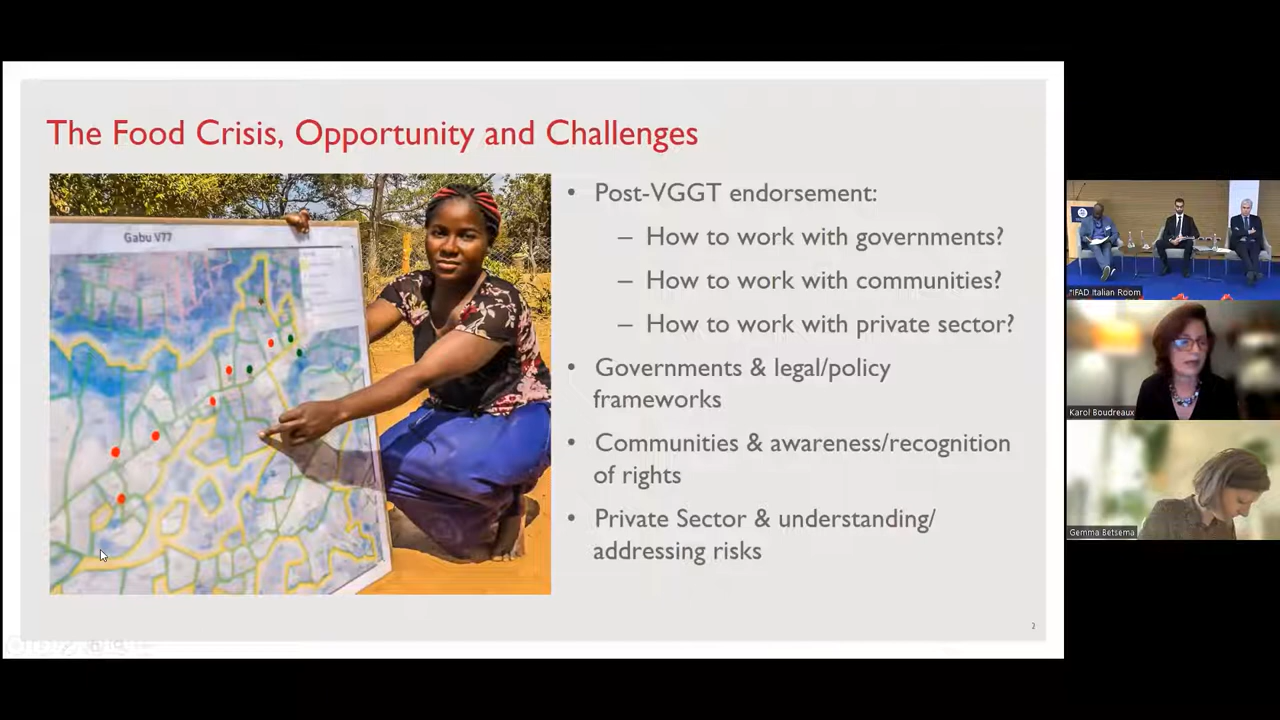 The Food Crisis, Opportunity and Challenges
Gabu V77
• Post-VGGT endorsement:
– How to work with governments?
– How to work with communities?
– How to work with private sector?
• Governments & legal/policy
frameworks
• Communities & awareness/recognition
of rights
• Private Sector & understanding/
addressing risks
2
*IFAD Italian Room
Karol Boudreaux
Gemma Betsema